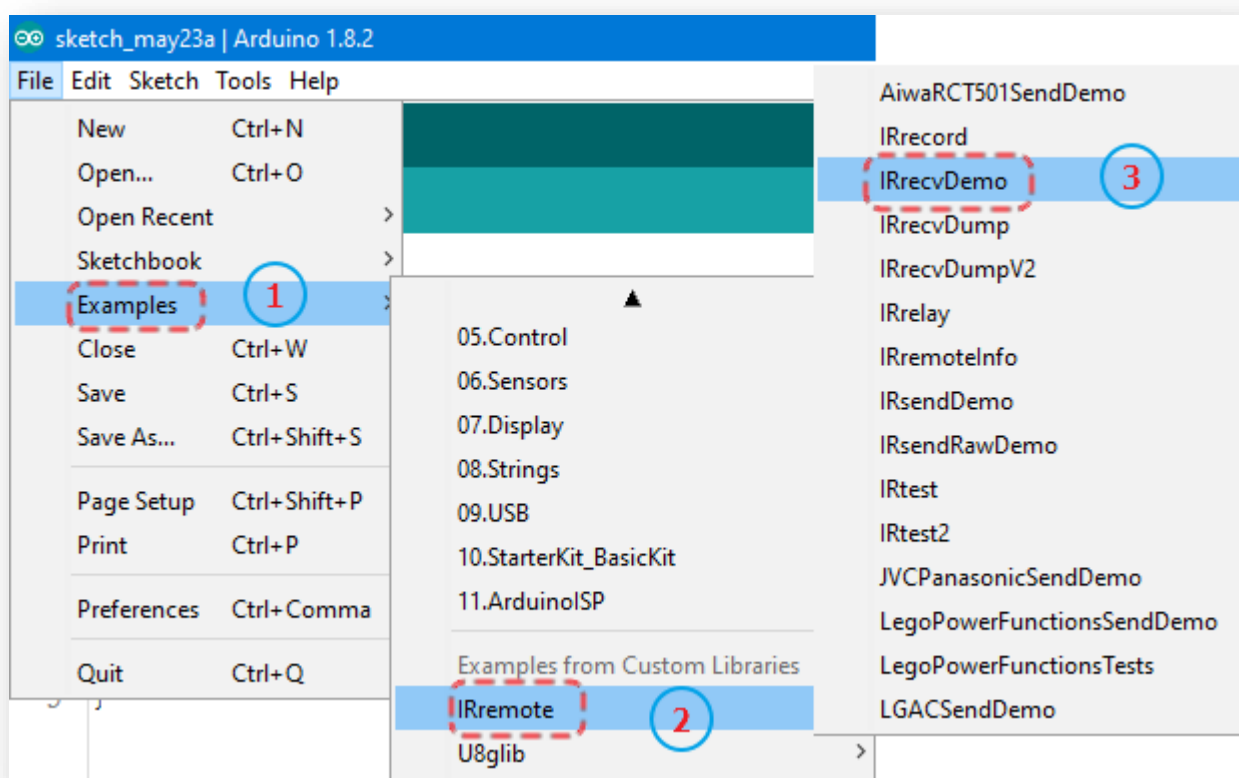 sketch_may23a | Arduino 1.8.2
File Edit Sketch Tools Help
New Ctrl+N
Open... Ctrl+O
Open Recent
Sketchbook
Examples 1
Close Ctrl+W
Save Ctrl+S
Save As... Ctrl+Shift+S
Page Setup Ctrl+Shift+P
Print Ctrl+P
Preferences Ctrl+Comma
Quit Ctrl+Q
05.Control
06.Sensors
07.Display
08.Strings
09.USB
10.StarterKit_BasicKit
11.ArduinoISP
Examples from Custom Libraries
IRremote 2
U8glib
AiwaRCT501SendDemo
IRrecord
IRrecvDemo 3
IRrecvDump
IRrecvDumpV2
IRrelay
IRremoteInfo
IRsendDemo
IRsendRawDemo
IRtest
IRtest2
JVCPanasonicSendDemo
LegoPowerFunctionsSendDemo
LegoPowerFunctionsTests
LGACSendDemo